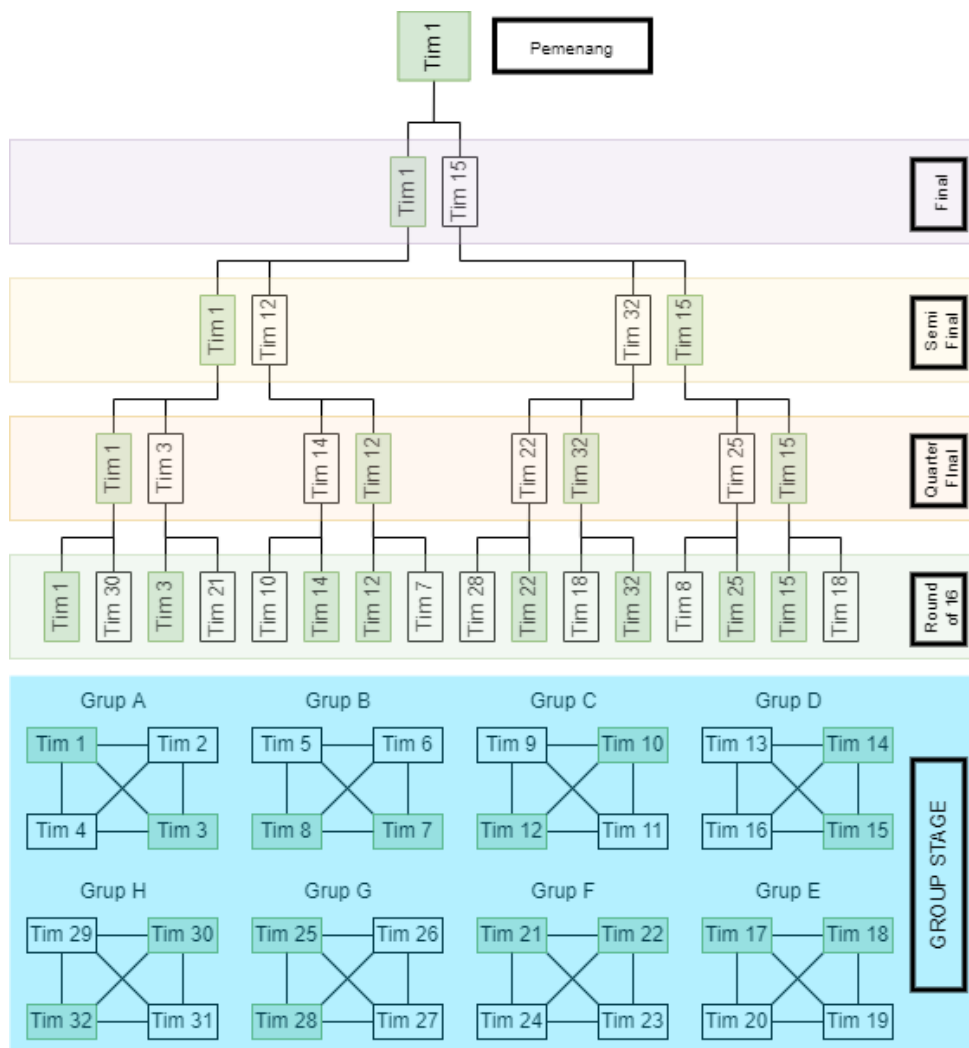 Tim 1
Pemenang
Tim 1
Tim 15
Final
Tim 1
Tim 12
Tim 32
Tim 15
Semi
Final
Tim 1
Tim 3
Tim 14
Tim 12
Tim 22
Tim 32
Tim 25
Tim 15
Quarter
FInal
Tim 1
Tim 30
Tim 3
Tim 21
Tim 10
Tim 14
Tim 12
Tim 7
Tim 28
Tim 22
Tim 18
Tim 32
Tim 8
Tim 25
Tim 15
Tim 18
Round
of 16
Grup A
Grup B
Grup C
Grup D
Tim 1
Tim 2
Tim 5
Tim 6
Tim 9
Tim 10
Tim 13
Tim 14
Tim 4
Tim 3
Tim 8
Tim 7
Tim 12
Tim 11
Tim 16
Tim 15
GROUP STAGE
Grup H
Grup G
Grup F
Grup E
Tim 29
Tim 30
Tim 25
Tim 26
Tim 21
Tim 22
Tim 17
Tim 18
Tim 32
Tim 31
Tim 28
Tim 27
Tim 24
Tim 23
Tim 20
Tim 19